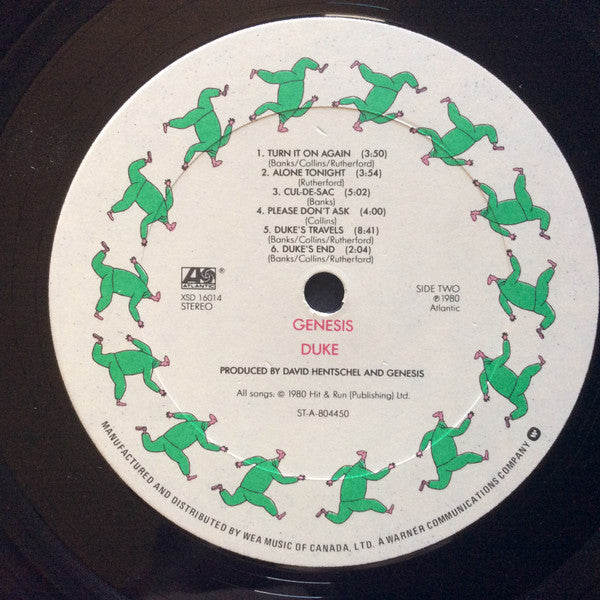 1. TURN IT ON AGAIN (3:50)
(Banks/Collins/Rutherford)
2. ALONE TONIGHT (3:54)
(Rutherford)
3. CUL-DE-SAC (5:02)
(Banks)
4. PLEASE DON'T ASK (4:00)
(Collins)
5. DUKE'S TRAVELS (8:41)
(Banks/Collins/Rutherford)
6. DUKE'S END (2:04)
(Banks/Collins/Rutherford)
ATLANTIC ®
XSD 16014
STEREO
SIDE TWO
℗ 1980
Atlantic
GENESIS
DUKE
PRODUCED BY DAVID HENTSCHEL AND GENESIS
All songs: © 1980 Hit & Run (Publishing) Ltd.
ST-A-804450
MANUFACTURED AND DISTRIBUTED BY WEA MUSIC OF CANADA, LTD. A WARNER COMMUNICATIONS COMPANY